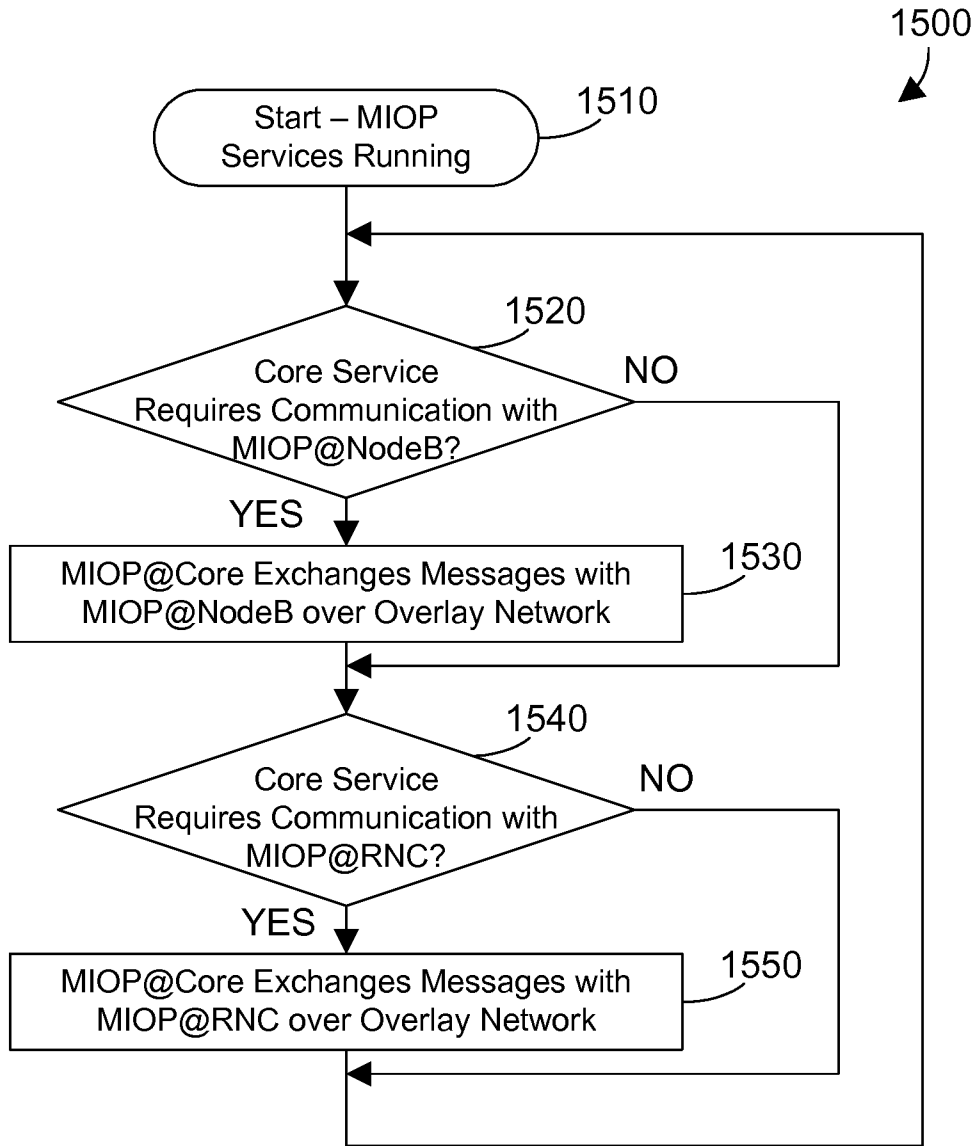 1500
Start – MIOP
Services Running
1510
1520
Core Service
Requires Communication with
MIOP@NodeB?
NO
YES
MIOP@Core Exchanges Messages with
MIOP@NodeB over Overlay Network
1530
1540
Core Service
Requires Communication with
MIOP@RNC?
NO
YES
MIOP@Core Exchanges Messages with
MIOP@RNC over Overlay Network
1550